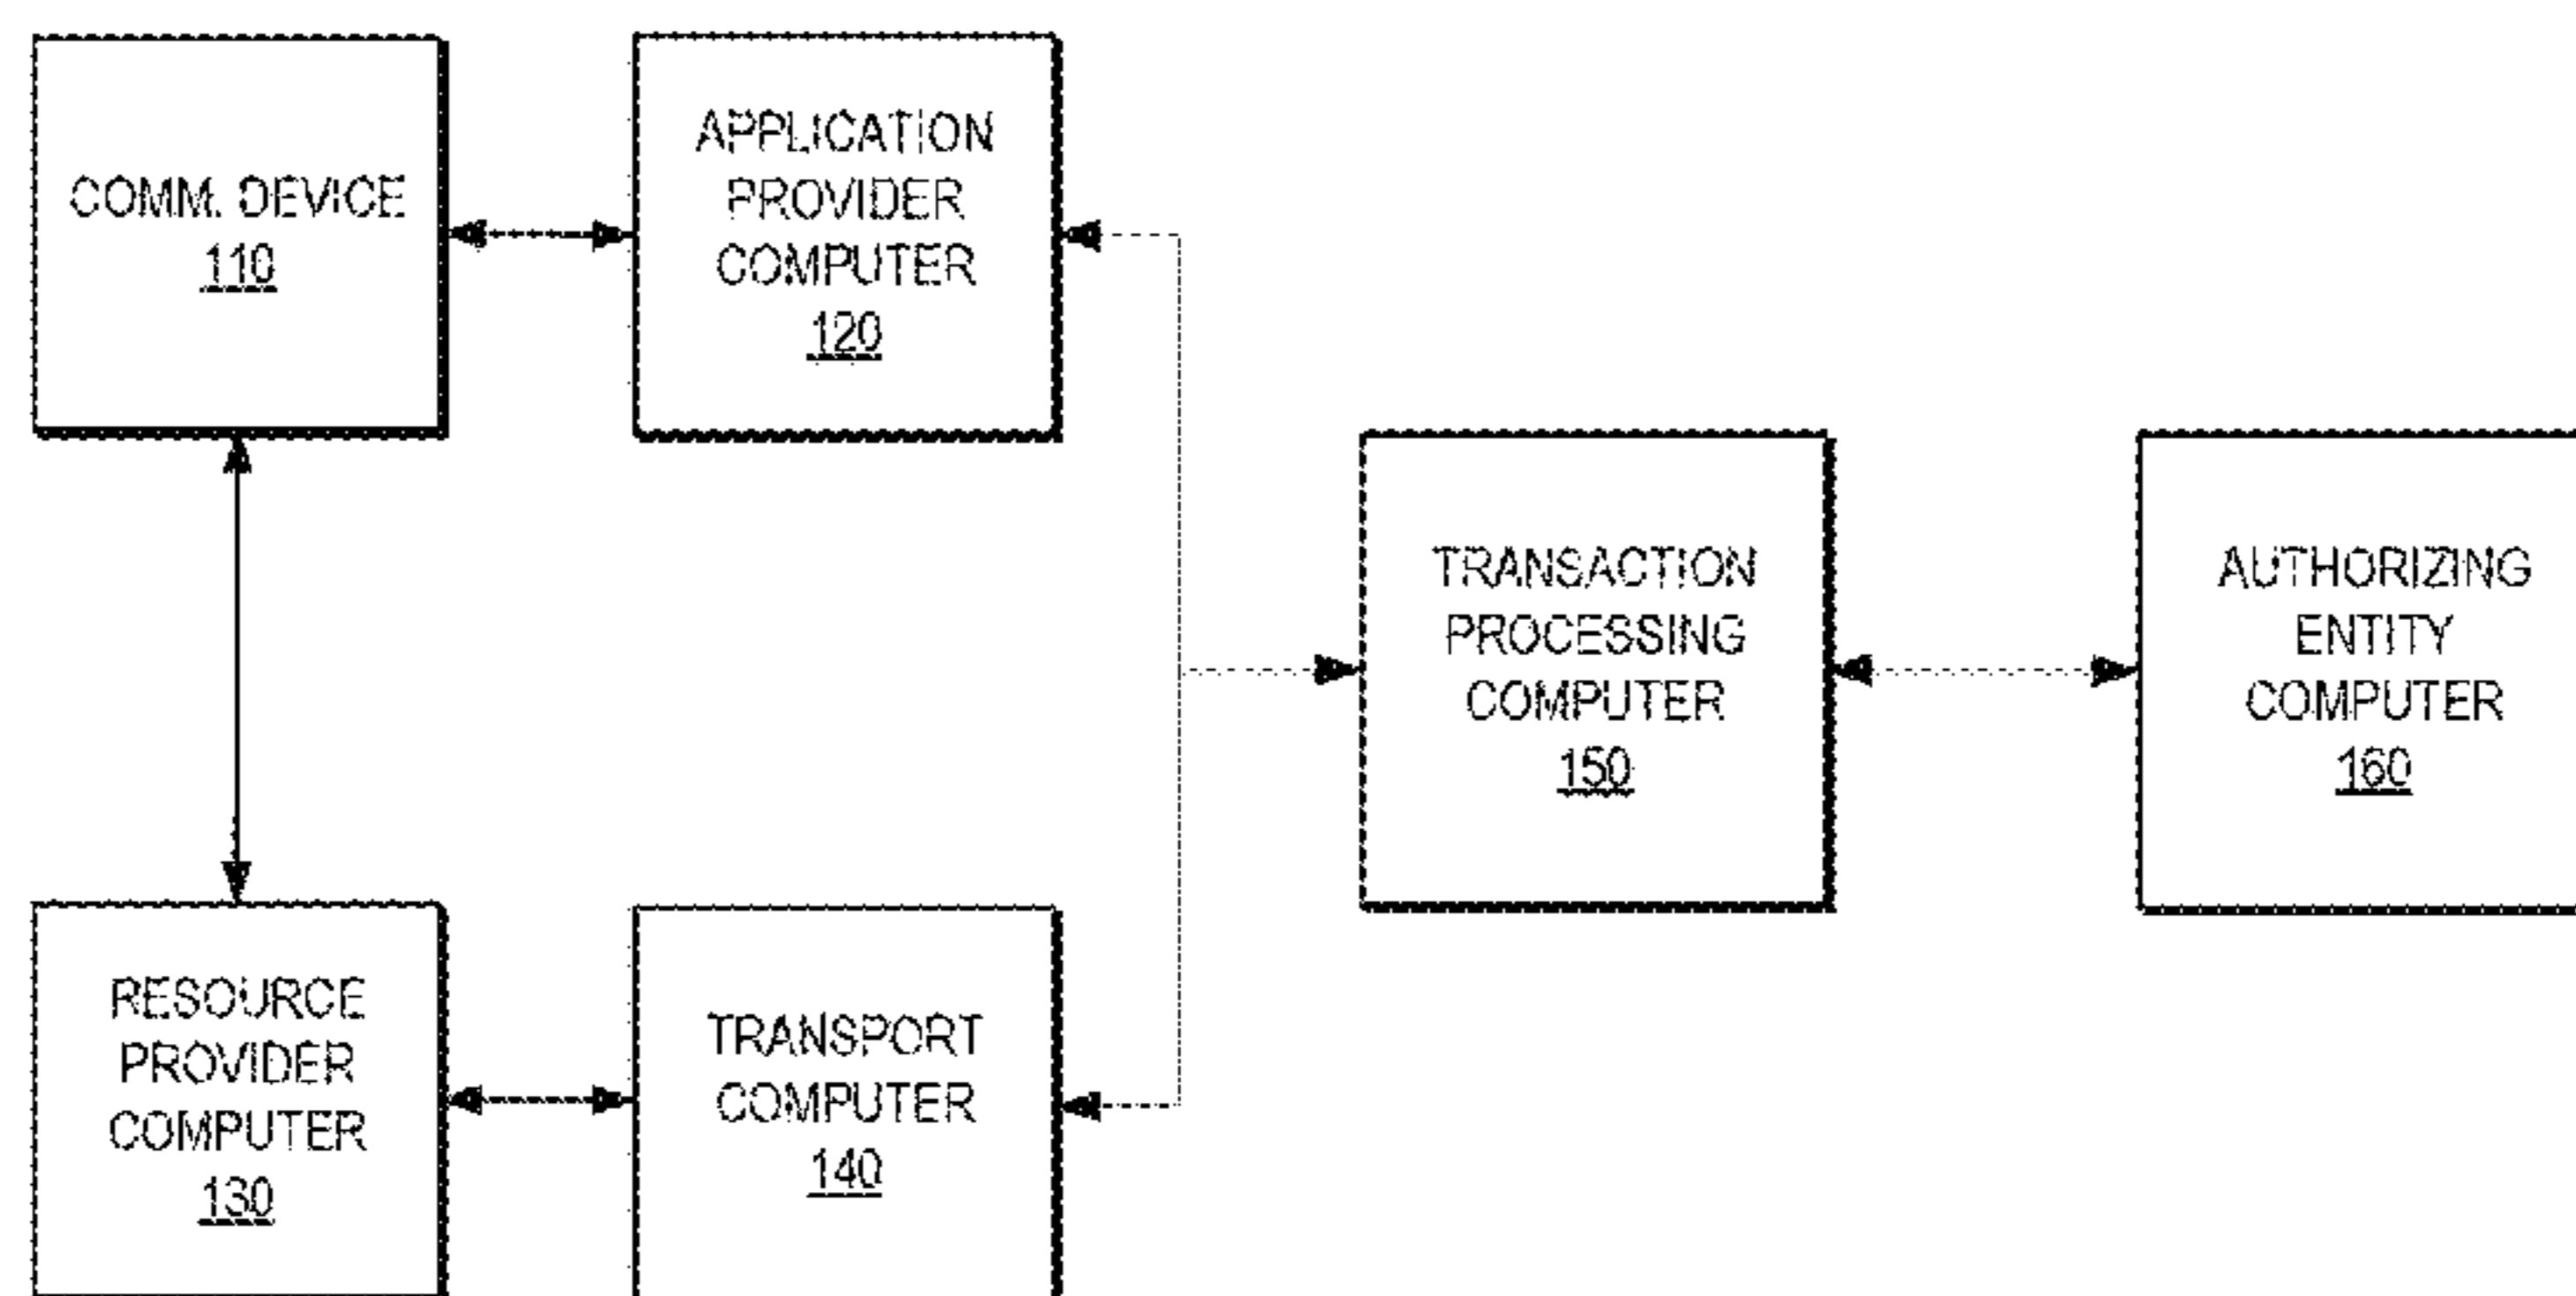 COMM. DEVICE
110
APPLICATION
PROVIDER
COMPUTER
120
TRANSACTION
PROCESSING
COMPUTER
150
AUTHORIZING
ENTITY
COMPUTER
160
RESOURCE
PROVIDER
COMPUTER
130
TRANSPORT
COMPUTER
140